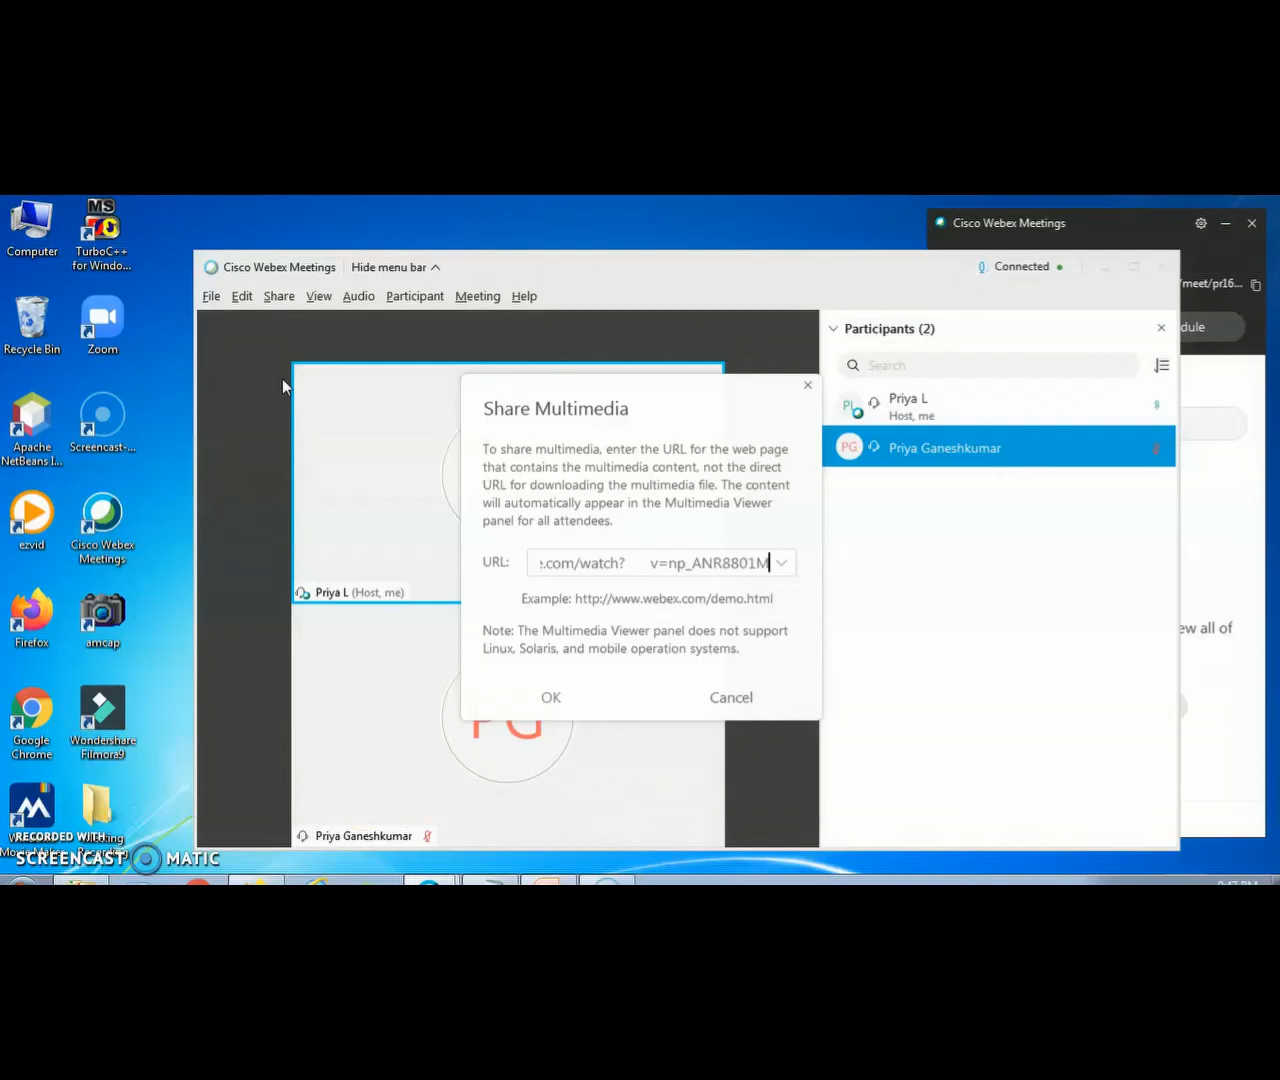 Computer
MS
TurboC++
for Windo...
Recycle Bin
Zoom
Apache
NetBeans I...
Screencast-...
ezvid
Cisco Webex
Meetings
Firefox
amcap
Google
Chrome
Wondershare
Filmora9
RECORDED WITH
SCREENCAST MATIC
Cisco Webex Meetings
/meet/pr16...
dule
ew all of
Cisco Webex Meetings Hide menu bar
Connected
File Edit Share View Audio Participant Meeting Help
Priya L (Host, me)
PG
Priya Ganeshkumar
Share Multimedia
To share multimedia, enter the URL for the web page
that contains the multimedia content, not the direct
URL for downloading the multimedia file. The content
will automatically appear in the Multimedia Viewer
panel for all attendees.
URL: e.com/watch? v=np_ANR8801M
Example: http://www.webex.com/demo.html
Note: The Multimedia Viewer panel does not support
Linux, Solaris, and mobile operation systems.
OK Cancel
Participants (2)
Search
PL Priya L
Host, me
PG Priya Ganeshkumar